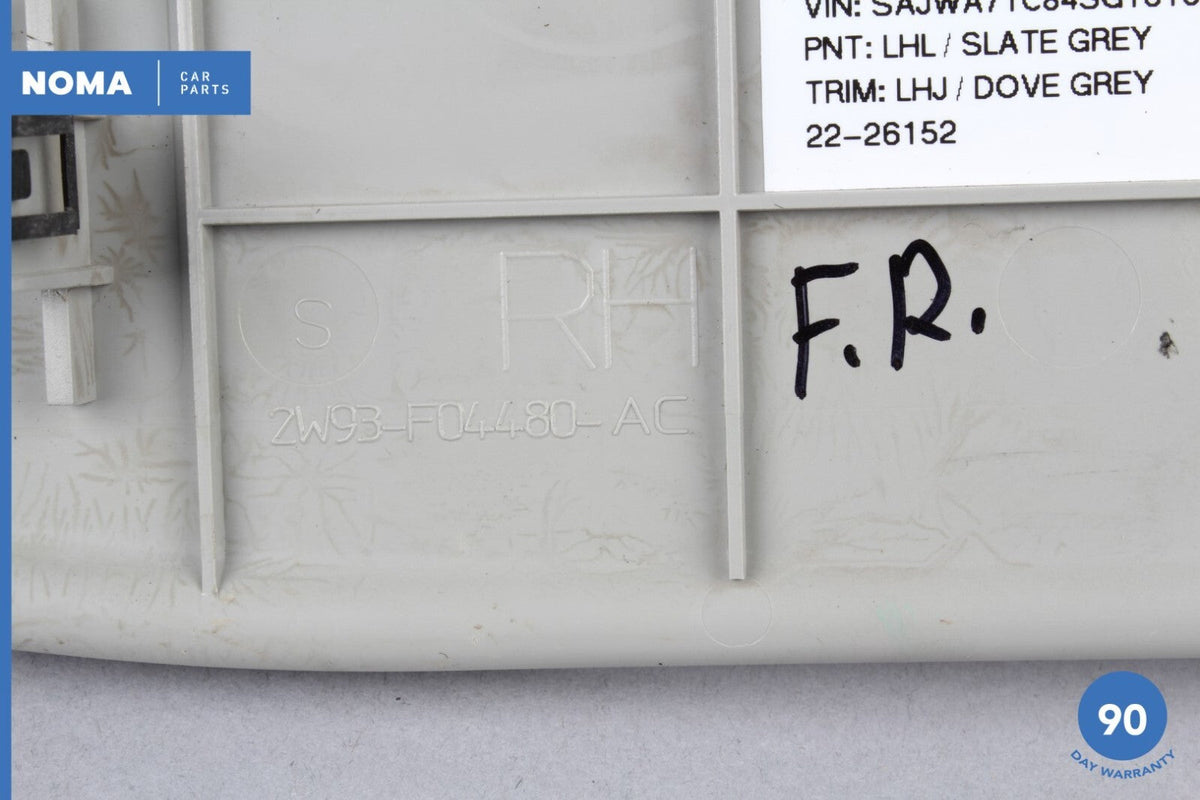 NOMA CAR PARTS
PNT: LHL / SLATE GREY
TRIM: LHJ / DOVE GREY
22-26152
S
RH
2W93-F04480-AC
F.R.
90
DAY WARRANTY